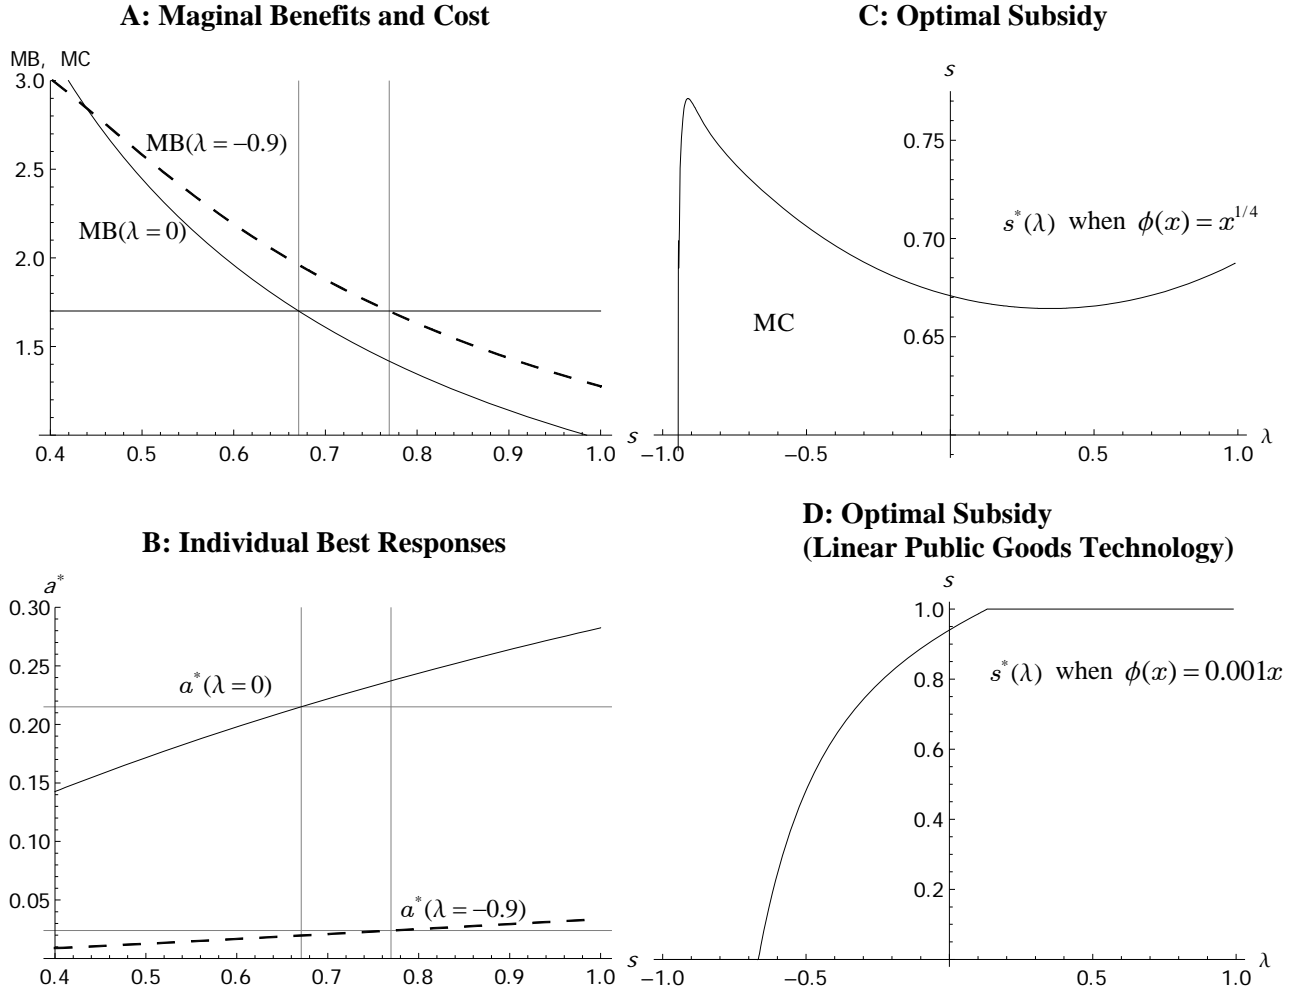 A: Maginal Benefits and Cost
MB, MC
3.0
2.5
2.0
1.5
MB(λ = −0.9)
MB(λ = 0)
0.4 0.5 0.6 0.7 0.8 0.9 1.0
s
C: Optimal Subsidy
s
0.75
0.70
0.65
s*(λ) when ϕ(x) = x^1/4
MC
−1.0 −0.5 0.5 1.0
λ
B: Individual Best Responses
a*
0.30
0.25
0.20
0.15
0.10
0.05
a*(λ = 0)
a*(λ = −0.9)
0.4 0.5 0.6 0.7 0.8 0.9 1.0
s
D: Optimal Subsidy
(Linear Public Goods Technology)
s
1.0
0.8
0.6
0.4
0.2
s*(λ) when ϕ(x) = 0.001x
−1.0 −0.5 0.5 1.0
λ